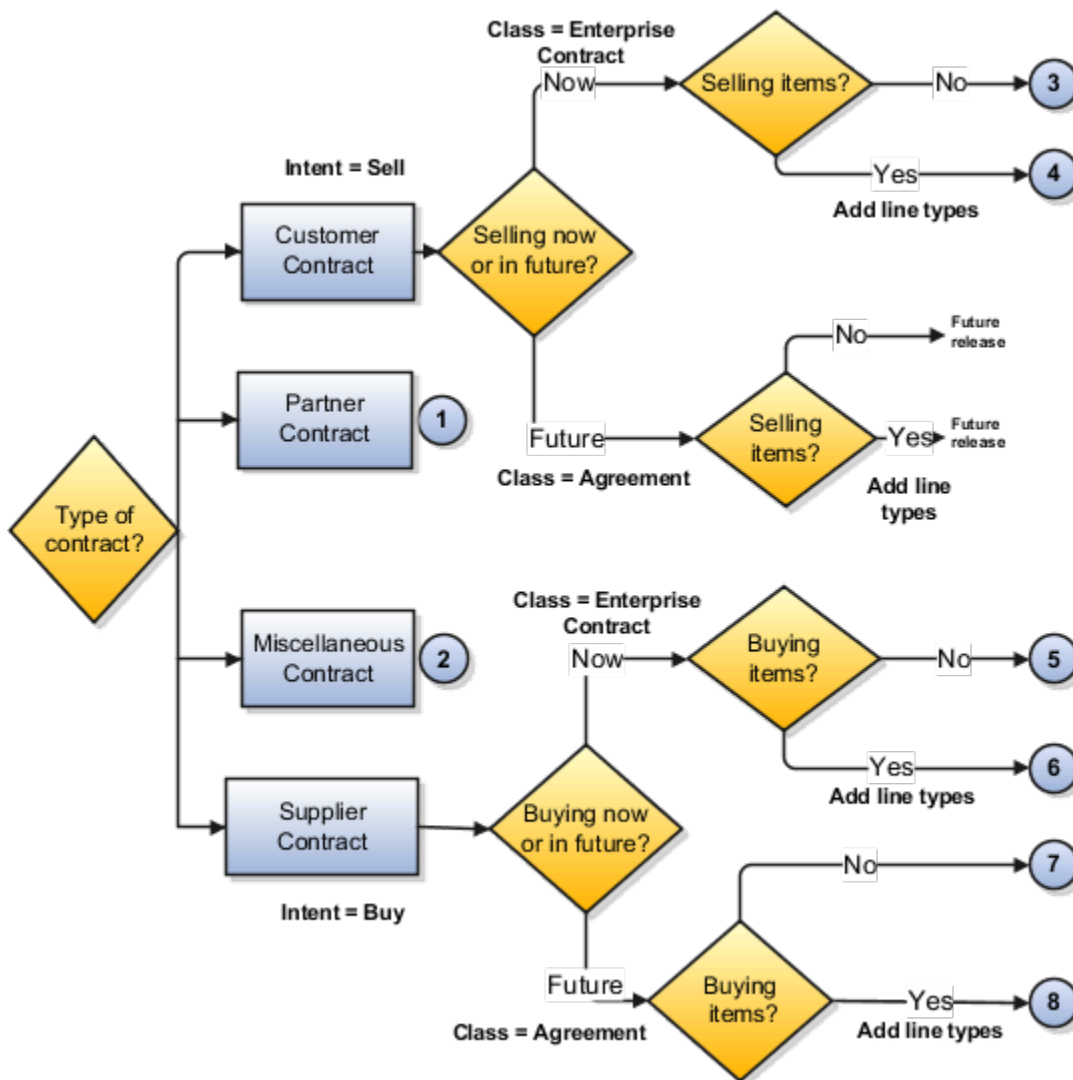 Class = Enterprise
Contract
Now
Selling items?
No
3
Yes
4
Add line types
Intent = Sell
Customer
Contract
Selling now
or in future?
No
Future
release
Partner
Contract
1
Future
Selling
items?
Yes
Future
release
Class = Agreement
Add line
types
Type of
contract?
Class = Enterprise
Contract
Miscellaneous
Contract
2
Now
Buying
items?
No
5
Yes
6
Add line types
Supplier
Contract
Buying now
or in future?
No
7
Intent = Buy
Future
Buying
items?
Yes
8
Class = Agreement
Add line types